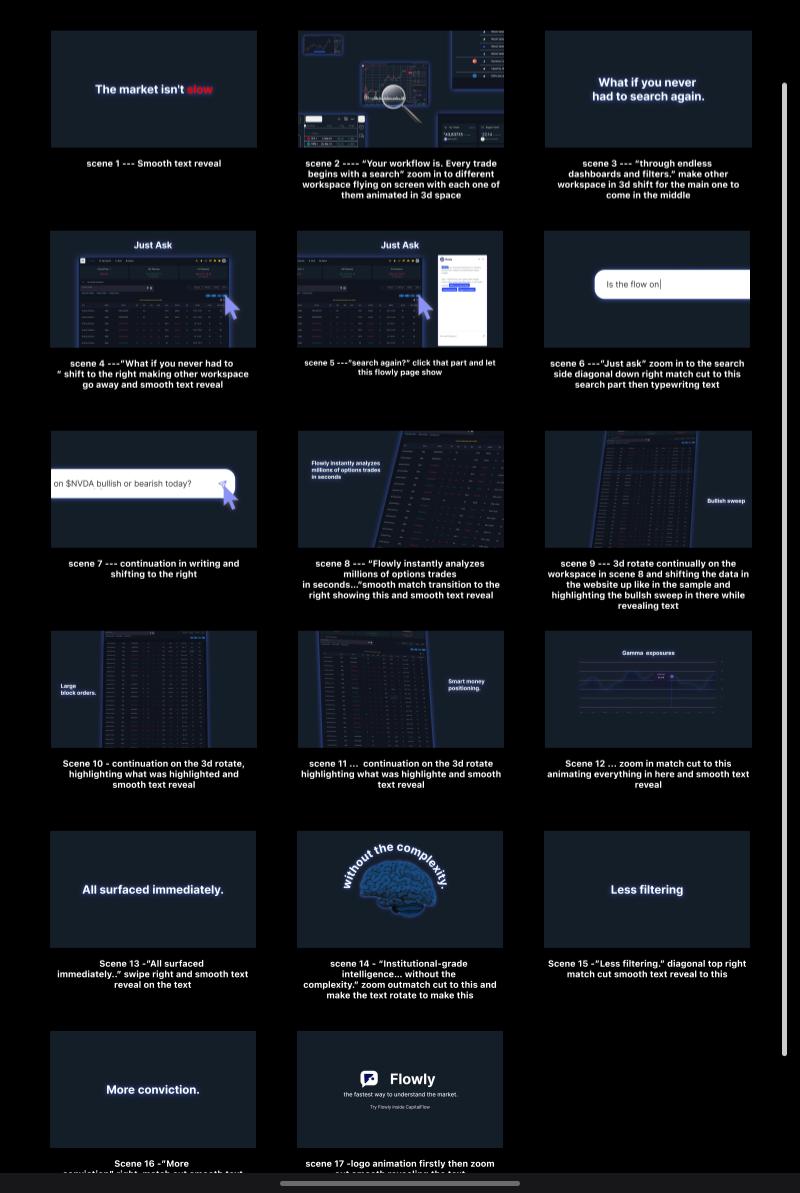 The market isn't slow
scene 1 --- Smooth text reveal
scene 2 ---- “Your workflow is. Every trade
begins with a search” zoom in to different
workspace flying on screen with each one of
them animated in 3d space
What if you never
had to search again.
scene 3 --- “through endless
dashboards and filters.” make other
workspace in 3d shift for the main one to
come in the middle
Just Ask
scene 4 ---“What if you never had to
” shift to the right making other workspace
go away and smooth text reveal
Just Ask
scene 5 ---“search again?” click that part and let
this flowly page show
Is the flow on
scene 6 ---“Just ask” zoom in to the search
side diagonal down right match cut to this
search part then typewritng text
on $NVDA bullish or bearish today?
scene 7 --- continuation in writing and
shifting to the right
Flowly instantly analyzes
millions of options trades
in seconds
scene 8 --- “Flowly instantly analyzes
millions of options trades
in seconds...”smooth match transition to the
right showing this and smooth text reveal
Bullish sweep
scene 9 --- 3d rotate continually on the
workspace in scene 8 and shifting the data in
the website up like in the sample and
highlighting the bullsh sweep in there while
revealing text
Large
block orders.
Scene 10 - continuation on the 3d rotate,
highlighting what was highlighted and
smooth text reveal
Smart money
positioning.
scene 11 ... continuation on the 3d rotate
highlighting what was highlighte and smooth
text reveal
Gamma exposures
Scene 12 ... zoom in match cut to this
animating everything in here and smooth text
reveal
All surfaced immediately.
Scene 13 -“All surfaced
immediately..” swipe right and smooth text
reveal on the text
without the complexity.
scene 14 - “Institutional-grade
intelligence... without the
complexity.” zoom outmatch cut to this and
make the text rotate to make this
Less filtering
Scene 15 -“Less filtering.” diagonal top right
match cut smooth text reveal to this
More conviction.
Scene 16 -“More
Flowly
the fastest way to understand the market.
Try Flowly inside CapitalFlow
scene 17 -logo animation firstly then zoom